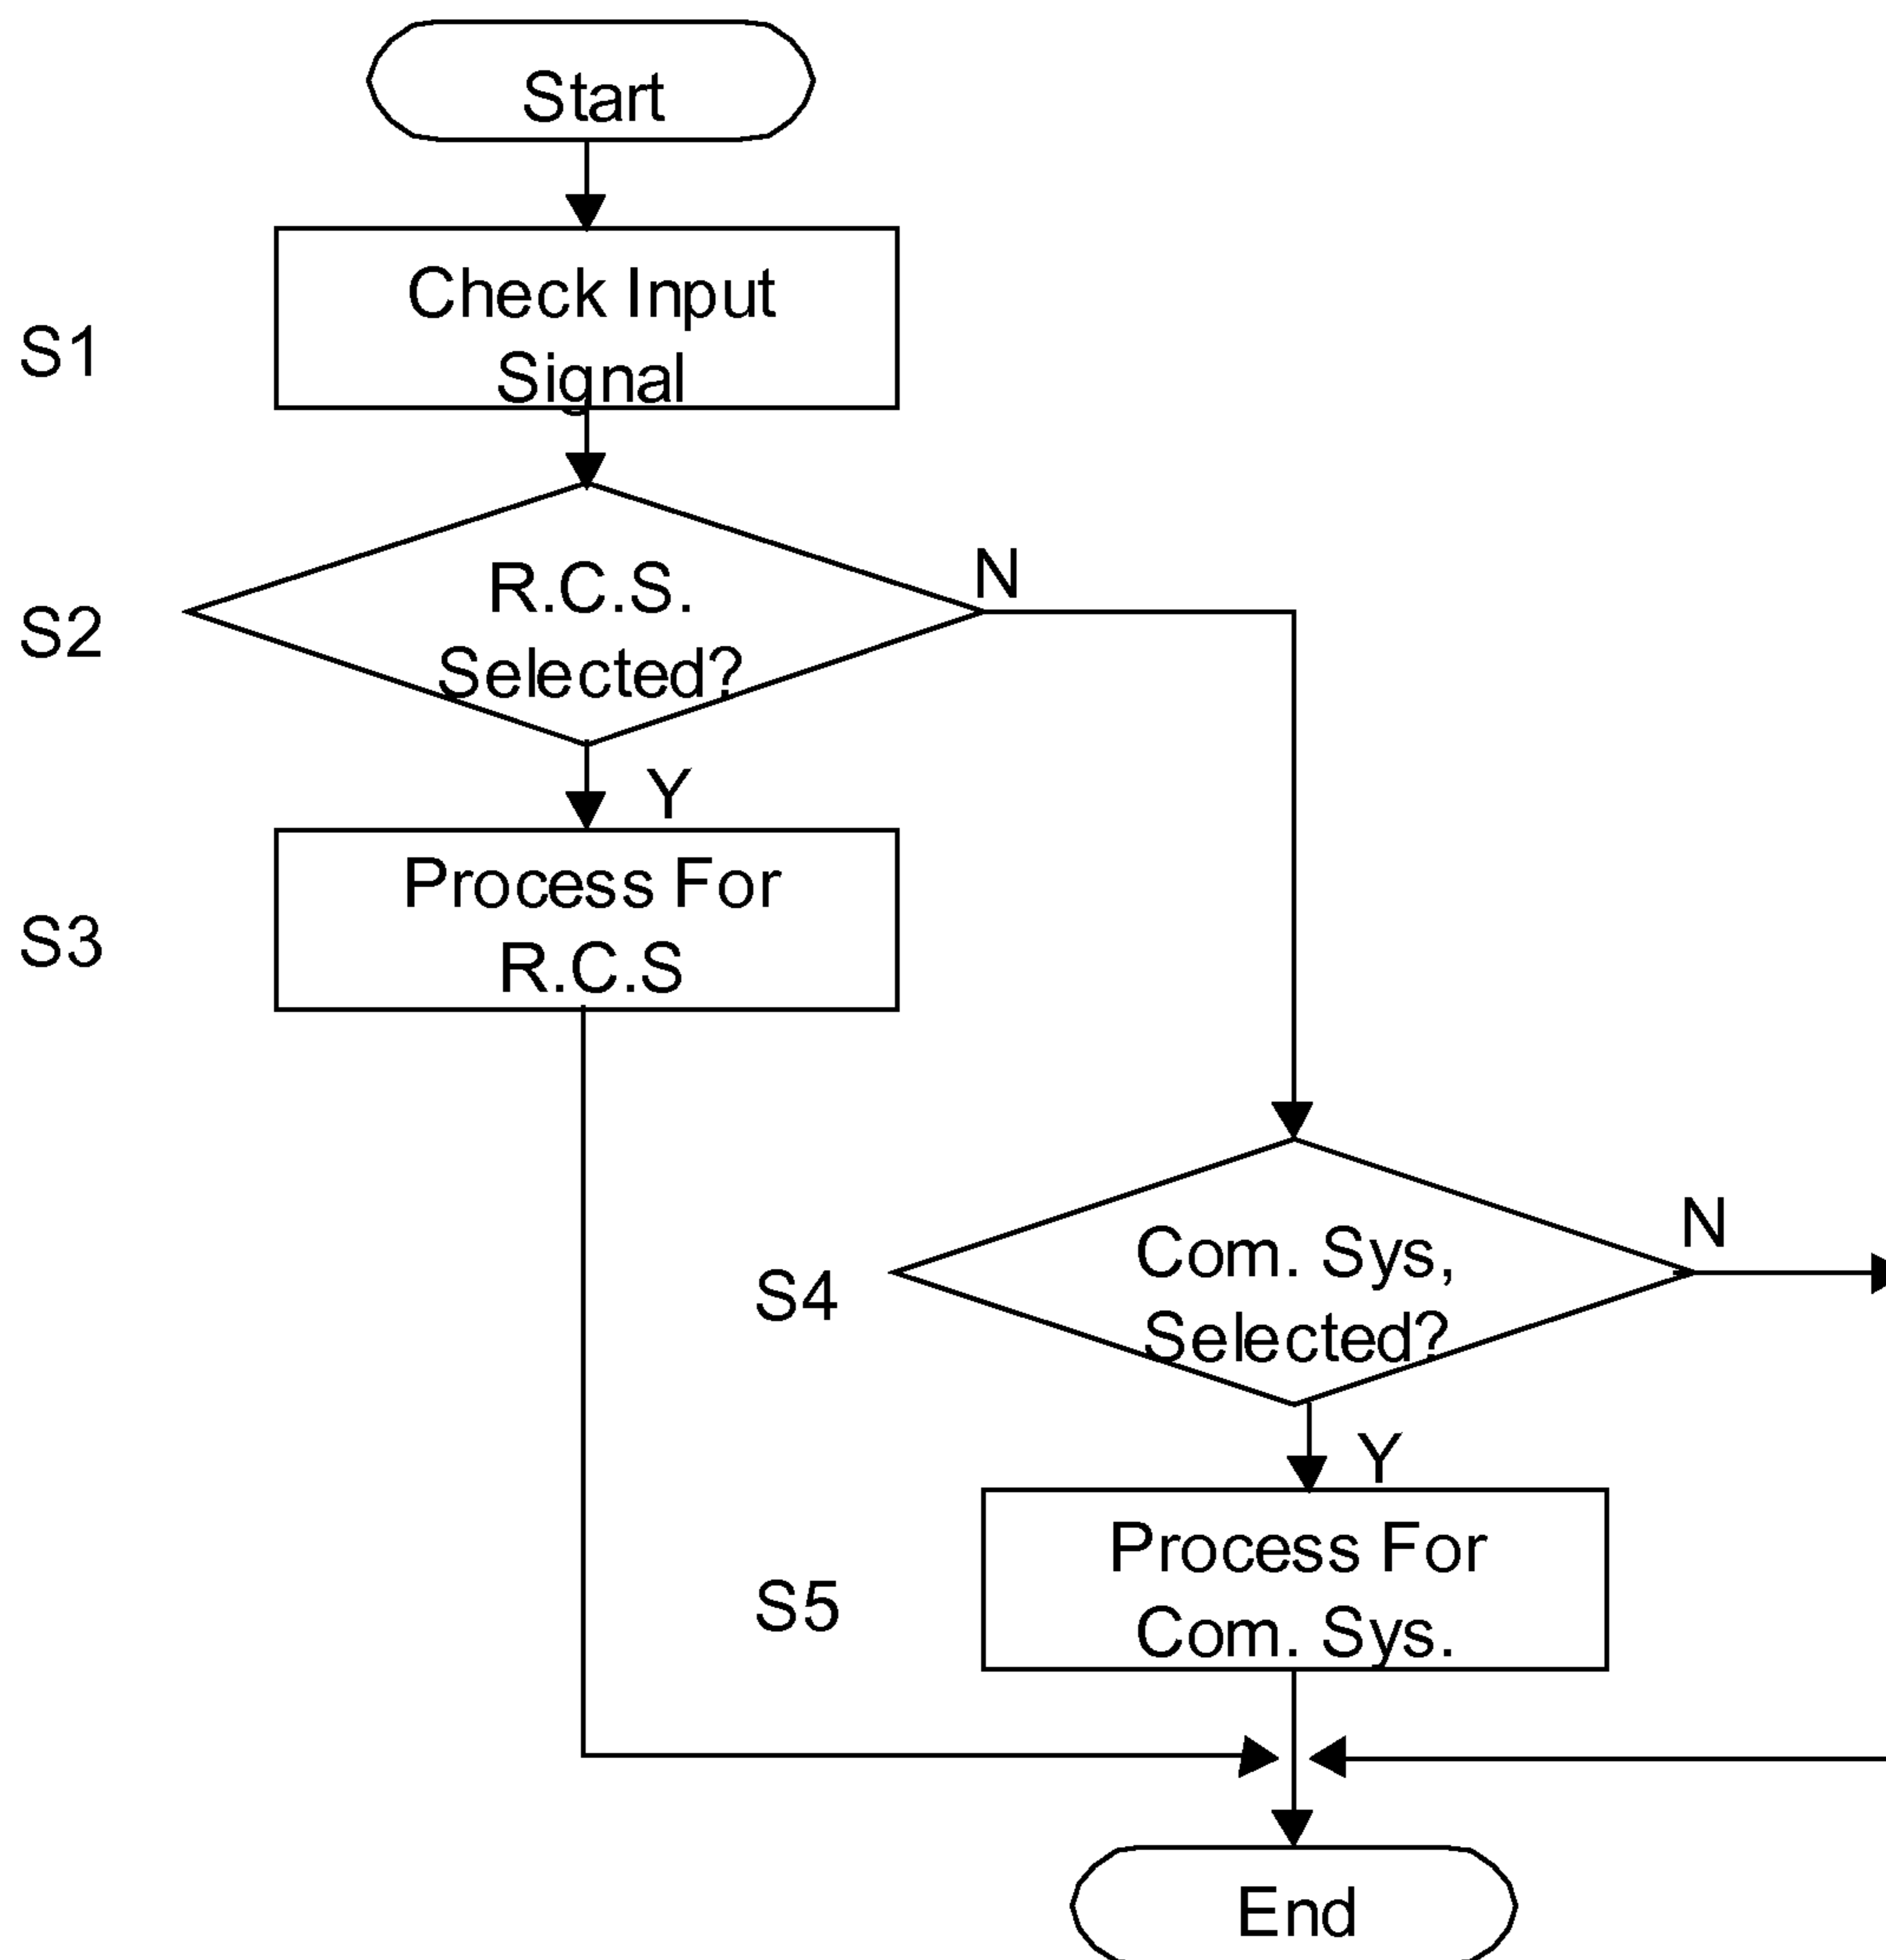 Start
S1
Check Input
Signal
S2
R.C.S.
Selected?
N
Y
S3
Process For
R.C.S
S4
Com. Sys,
Selected?
N
Y
S5
Process For
Com. Sys.
End